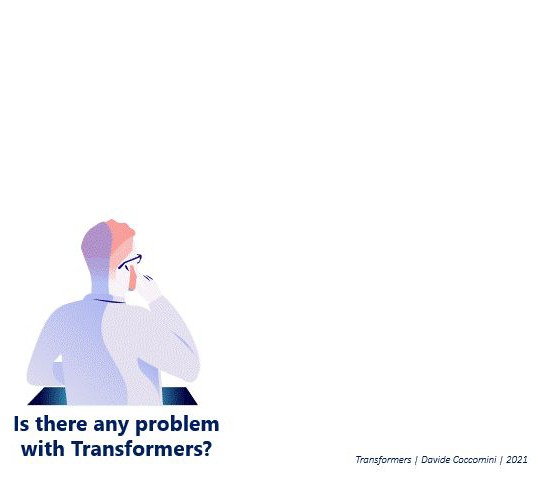 Is there any problem
with Transformers?
Transformers | Davide Coccomini | 2021